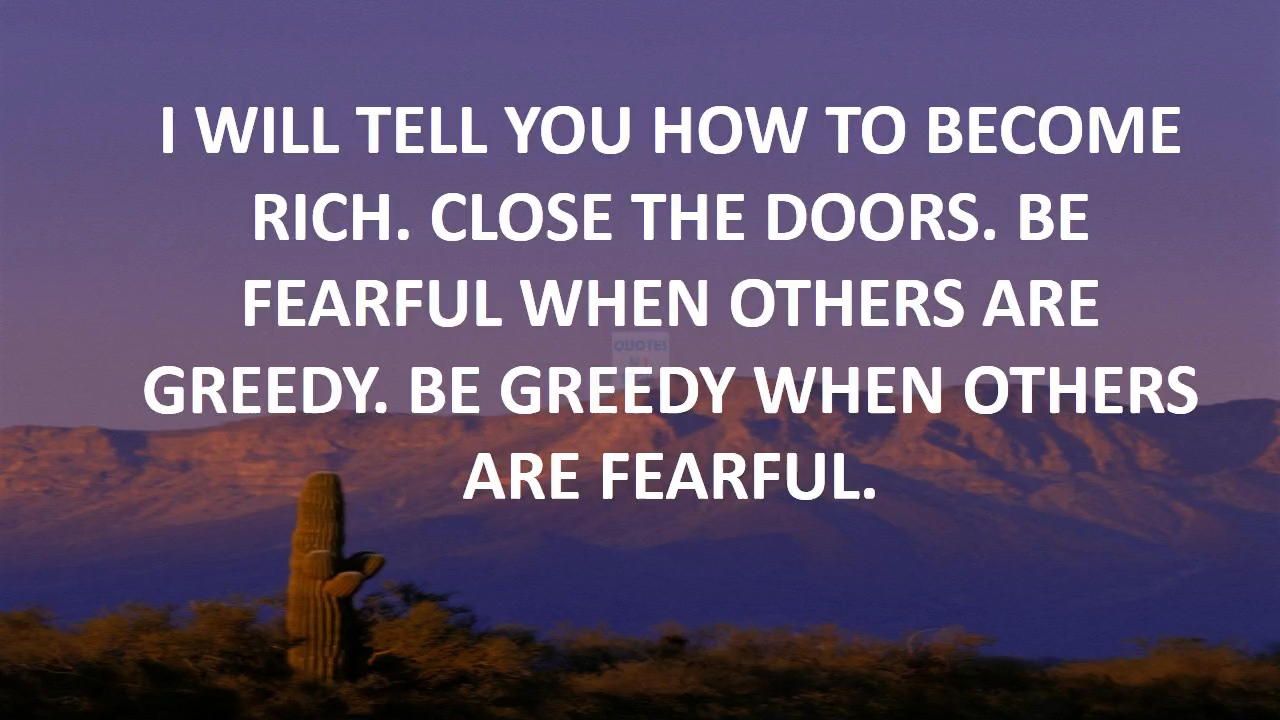 I WILL TELL YOU HOW TO BECOME
RICH. CLOSE THE DOORS. BE
FEARFUL WHEN OTHERS ARE
QUOTES
GREEDY. BE GREEDY WHEN OTHERS
ARE FEARFUL.